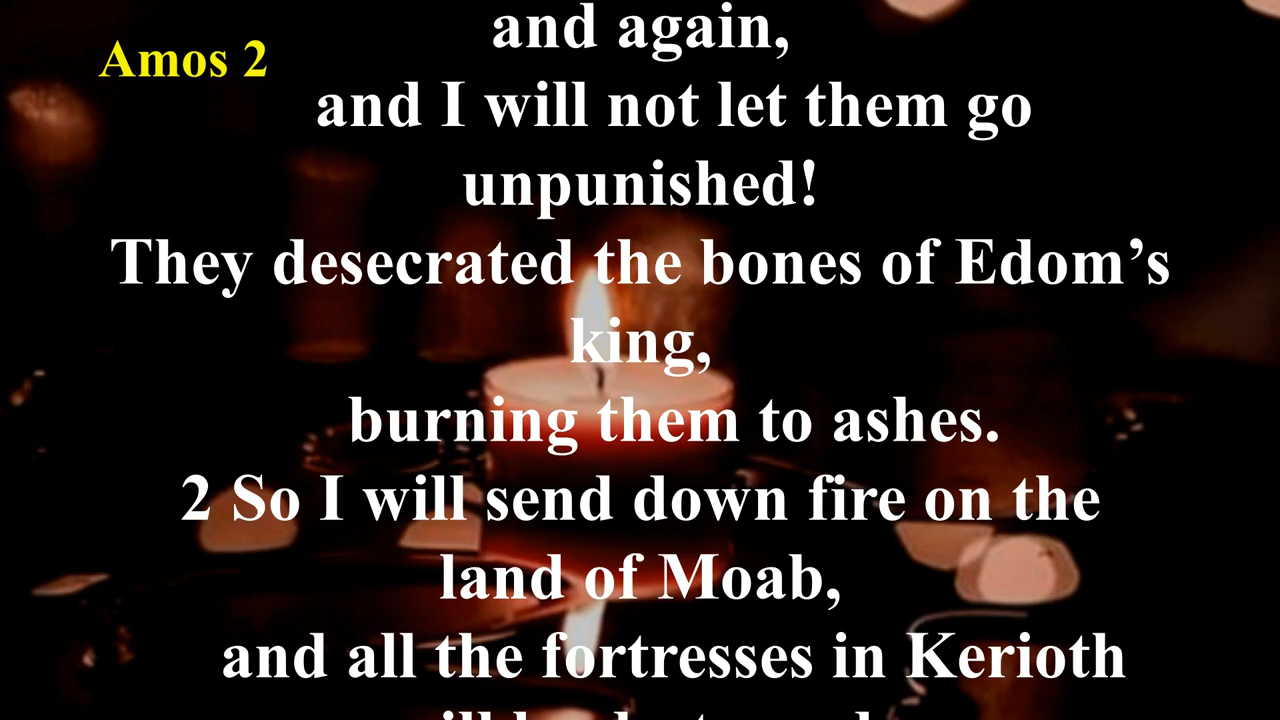 and again,
Amos 2
and I will not let them go
unpunished!
They desecrated the bones of Edom’s
king,
burning them to ashes.
2 So I will send down fire on the
land of Moab,
and all the fortresses in Kerioth